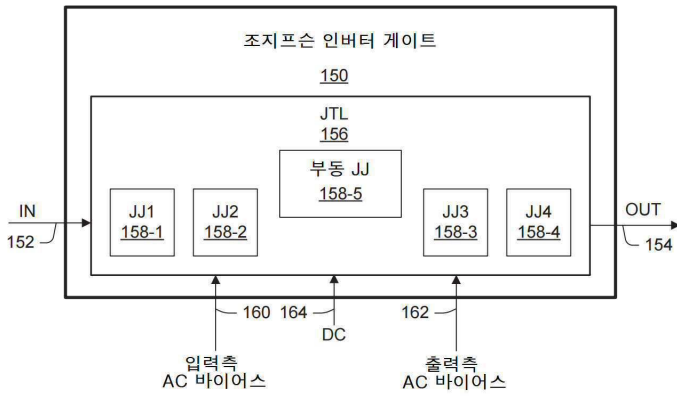 조지프슨 인버터 게이트
150
JTL
156
부동 JJ
158-5
IN
152
JJ1
158-1
JJ2
158-2
JJ3
158-3
JJ4
158-4
OUT
154
160
164
162
DC
입력측
AC 바이어스
출력측
AC 바이어스